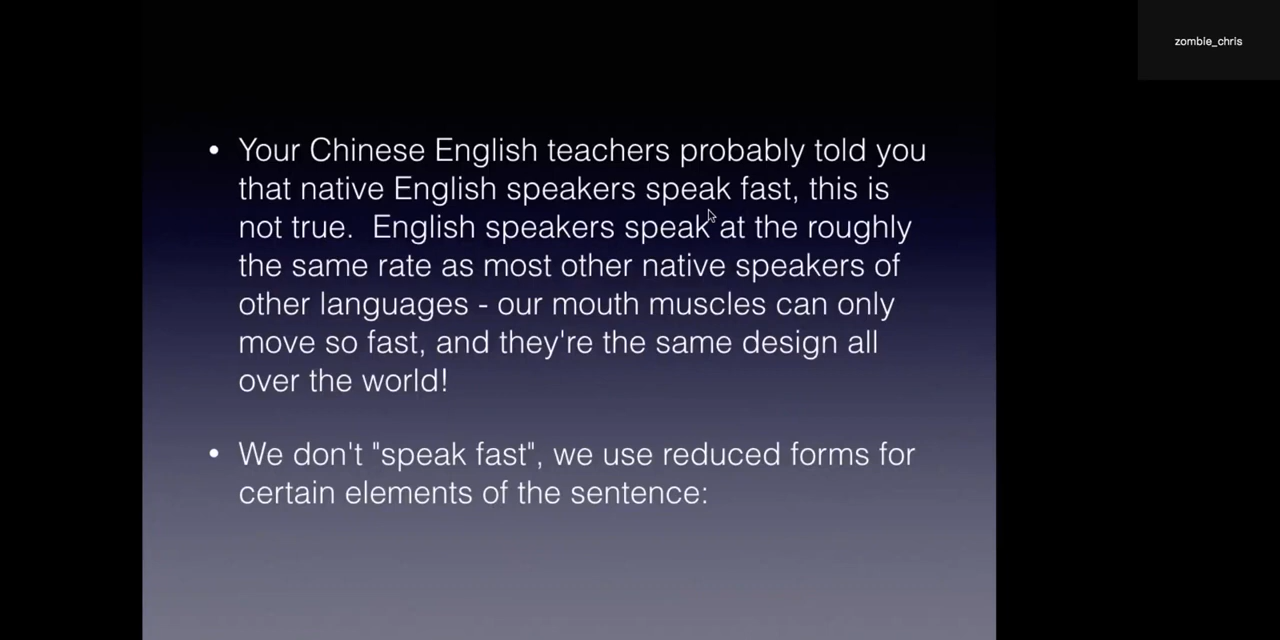 zombie_chris
• Your Chinese English teachers probably told you
that native English speakers speak fast, this is
not true.  English speakers speak at the roughly
the same rate as most other native speakers of
other languages - our mouth muscles can only
move so fast, and they're the same design all
over the world!
• We don't "speak fast", we use reduced forms for
certain elements of the sentence: